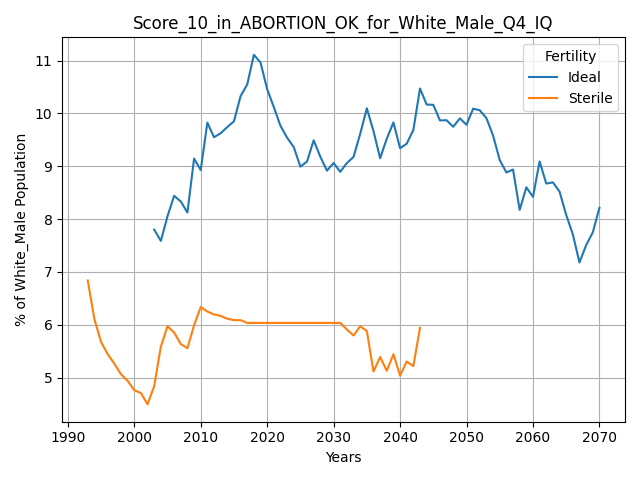 Score_10_in_ABORTION_OK_for_White_Male_Q4_IQ
% of White_Male Population
11
10
9
8
7
6
5
Fertility
Ideal
Sterile
1990 2000 2010 2020 2030 2040 2050 2060 2070
Years